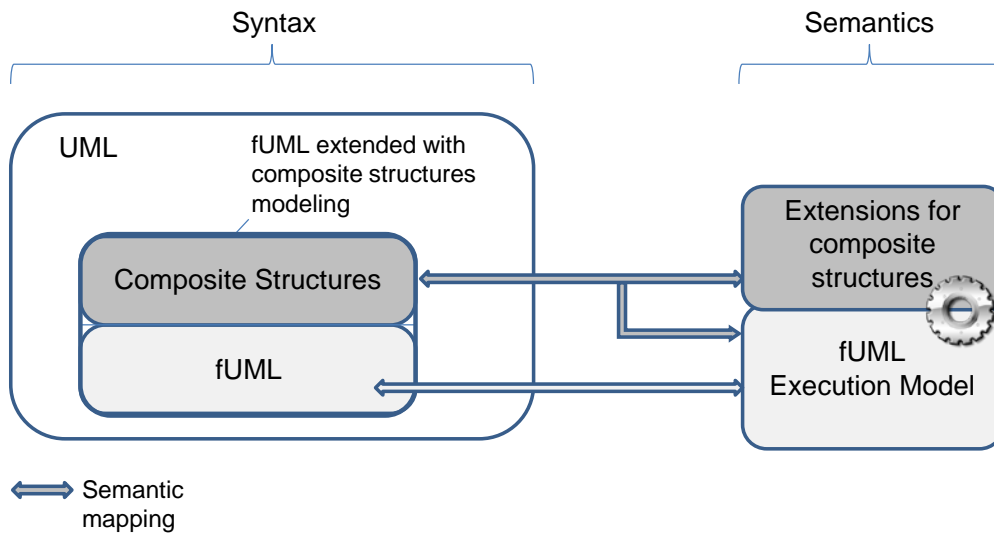 Syntax
Semantics
UML
fUML extended with
composite structures
modeling
Composite Structures
fUML
Extensions for
composite
structures
fUML
Execution Model
Semantic
mapping